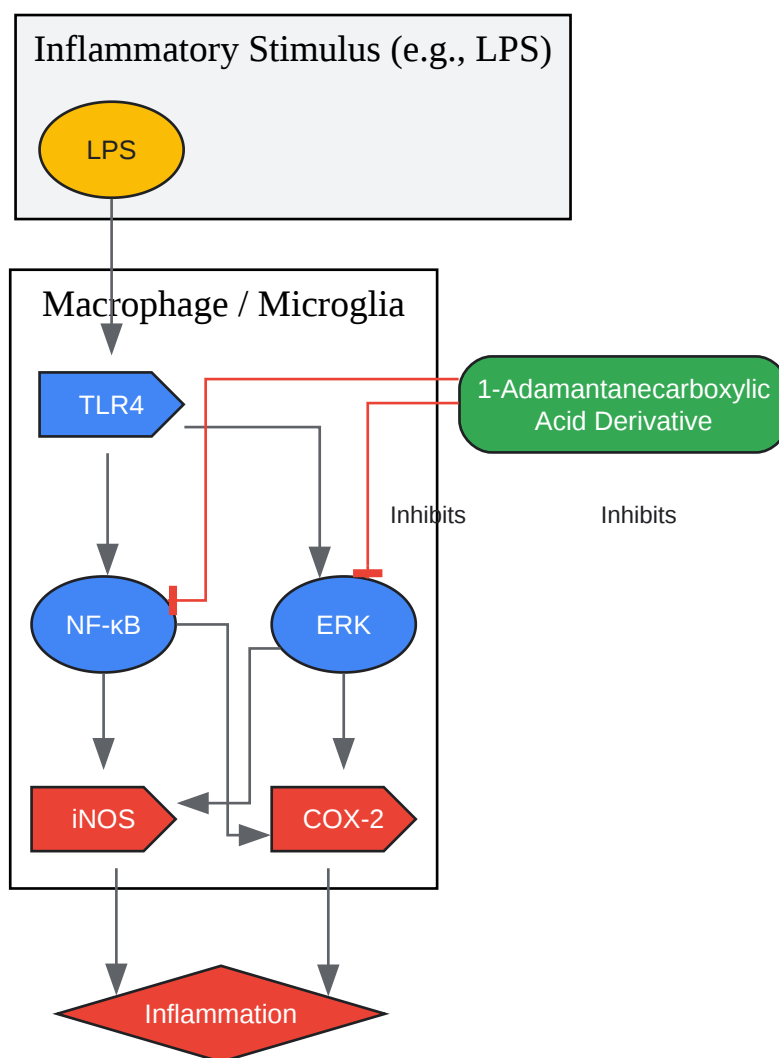 Inflammatory Stimulus (e.g., LPS)
LPS
Macrophage / Microglia
TLR4
1-Adamantanecarboxylic
Acid Derivative
Inhibits
Inhibits
NF-κB
ERK
iNOS
COX-2
Inflammation